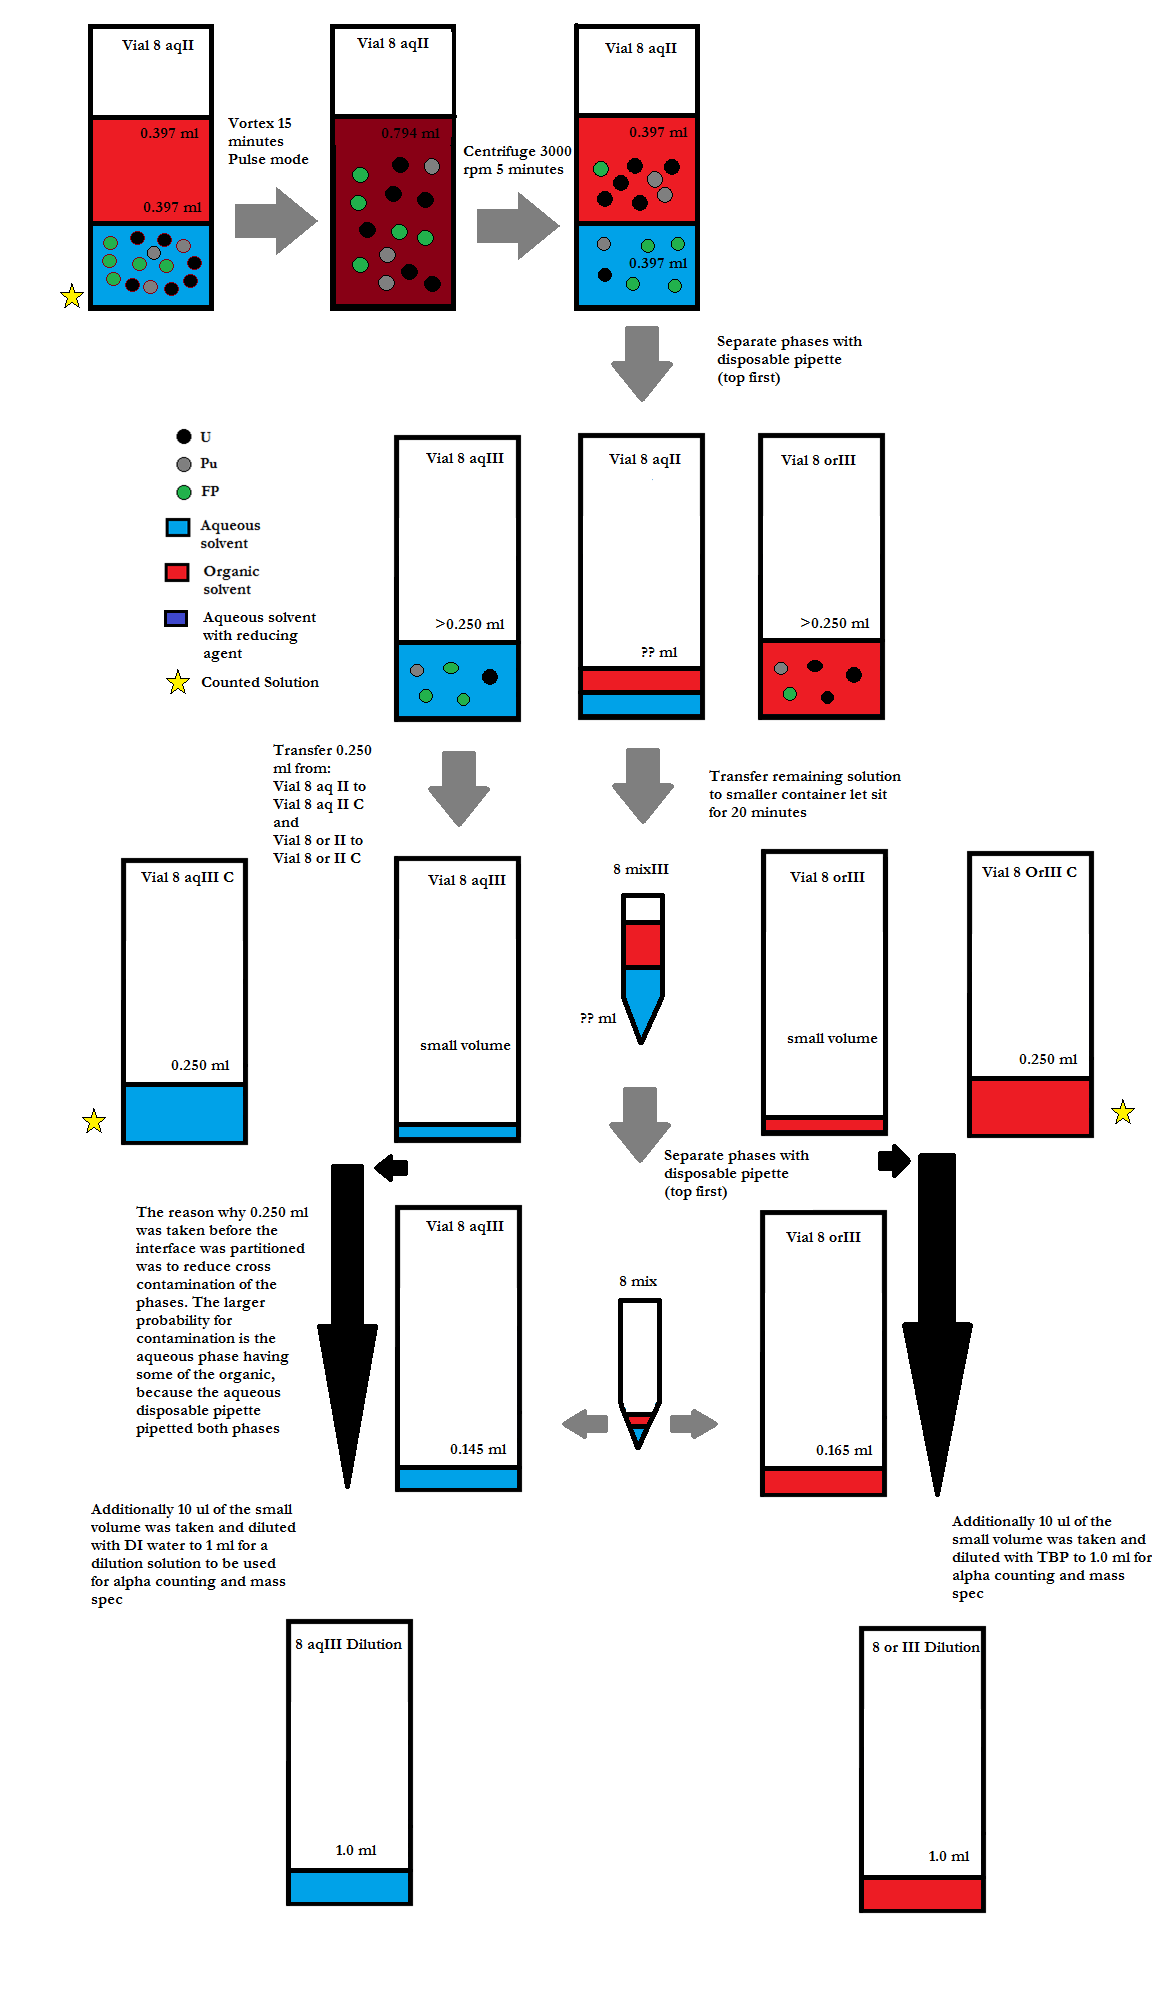 Vial 8 aqII
0.397 ml
0.397 ml
Vortex 15
minutes
Pulse mode
Vial 8 aqII
0.794 ml
Centrifuge 3000
rpm 5 minutes
Vial 8 aqII
0.397 ml
0.397 ml
Separate phases with
disposable pipette
(top first)
U
Pu
FP
Aqueous
solvent
Organic
solvent
Aqueous solvent
with reducing
agent
Counted Solution
Vial 8 aqIII
>0.250 ml
Vial 8 aqII
?? ml
Vial 8 orIII
>0.250 ml
Transfer 0.250
ml from:
Vial 8 aq II to
Vial 8 aq II C
and
Vial 8 or II to
Vial 8 or II C
Transfer remaining solution
to smaller container let sit
for 20 minutes
Vial 8 aqIII C
0.250 ml
Vial 8 aqIII
small volume
8 mixIII
?? ml
Vial 8 orIII
small volume
Vial 8 OrIII C
0.250 ml
Separate phases with
disposable pipette
(top first)
The reason why 0.250 ml
was taken before the
interface was partitioned
was to reduce cross
contamination of the
phases. The larger
probability for
contamination is the
aqueous phase having
some of the organic,
because the aqueous
disposable pipette
pipetted both phases
Vial 8 aqIII
0.145 ml
8 mix
Vial 8 orIII
0.165 ml
Additionally 10 ul of the small
volume was taken and diluted
with DI water to 1 ml for a
dilution solution to be used
for alpha counting and mass
spec
Additionally 10 ul of the
small volume was taken and
diluted with TBP to 1.0 ml for
alpha counting and mass
spec
8 aqIII Dilution
1.0 ml
8 or III Dilution
1.0 ml